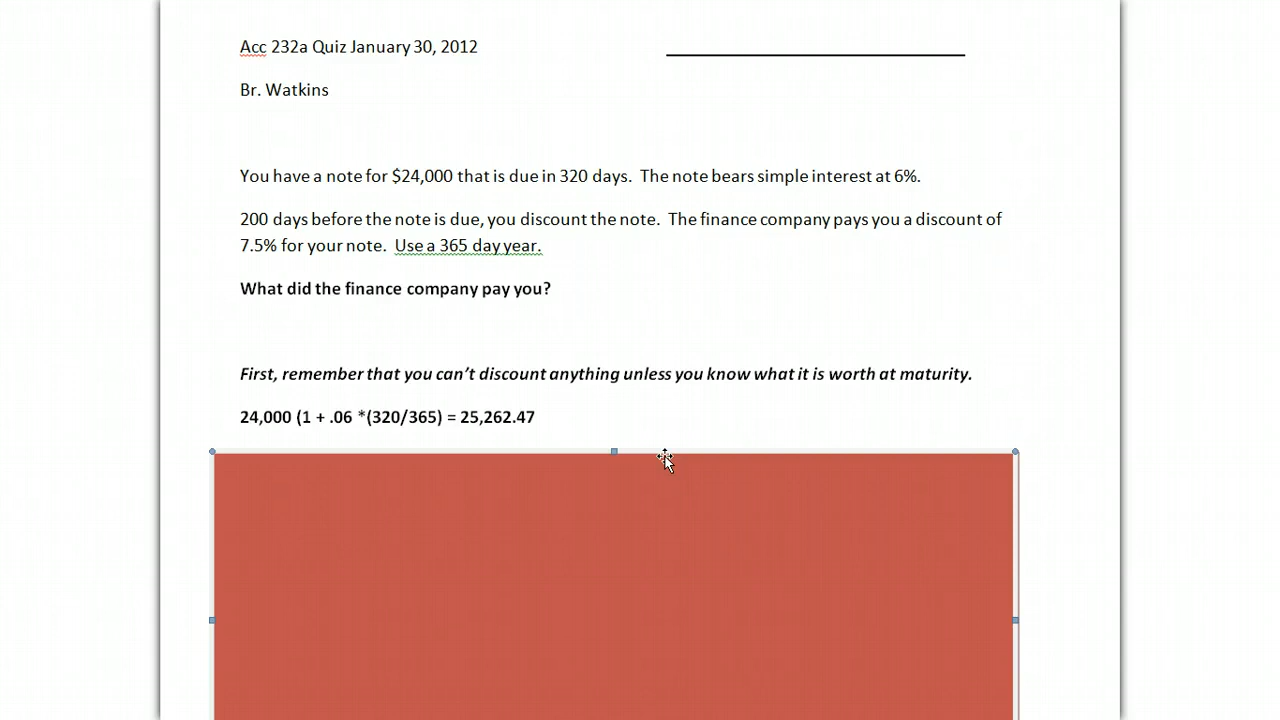 Acc 232a Quiz January 30, 2012
Br. Watkins
You have a note for $24,000 that is due in 320 days.  The note bears simple interest at 6%.
200 days before the note is due, you discount the note.  The finance company pays you a discount of
7.5% for your note.  Use a 365 day year.
What did the finance company pay you?
First, remember that you can’t discount anything unless you know what it is worth at maturity.
24,000 (1 + .06 *(320/365) = 25,262.47